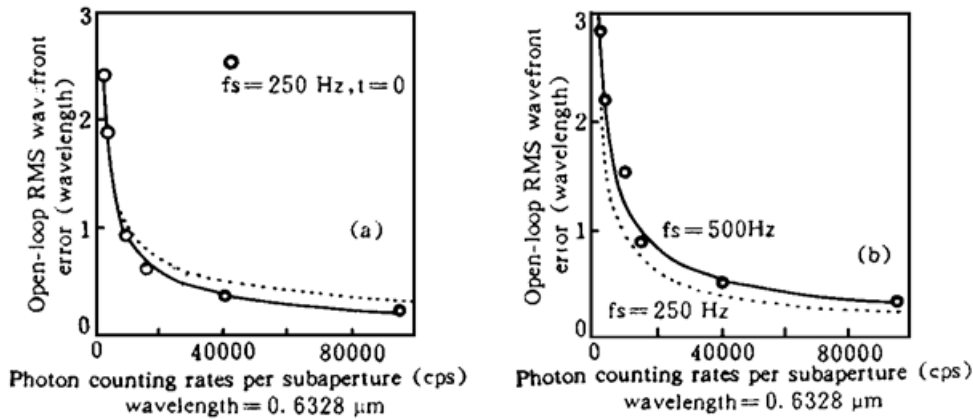 3
2
1
0
Open-loop RMS wav:front
error (wavelength)
fs=250 Hz,t=0
(a)
0
40000
80000
Photon counting rates per subaperture (cps)
wavelength=0.6328 μm
3
2
1
0
Open-loop RMS wavefront
error (wavelength)
fs=500Hz
fs=250 Hz
(b)
0
40000
80000
Photon counting rates per subaperture (cps)
wavelength=0.6328 μm